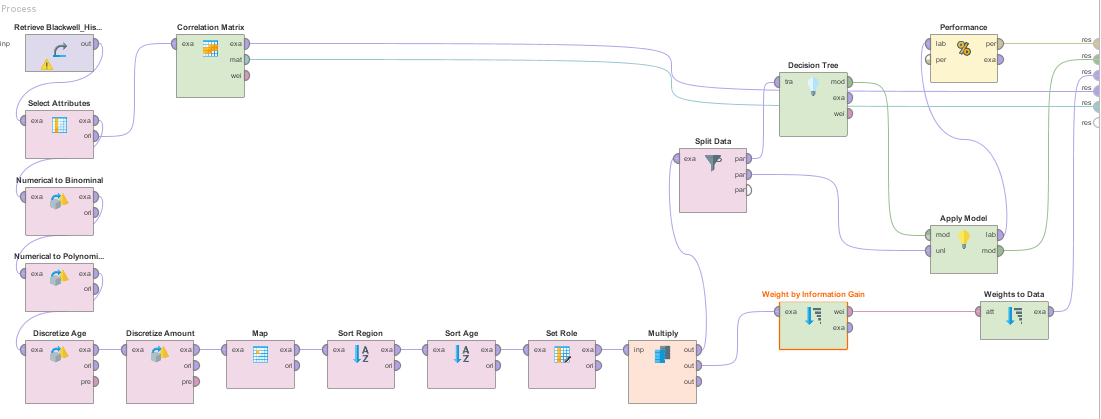 Process
Retrieve Blackwell_His...
inp
out
Correlation Matrix
exa exa
mat
wei
Performance
lab per
per exa
res
res
res
res
res
res
Decision Tree
tra mod
exa
wei
Select Attributes
exa exa
ori
Split Data
exa par
par
par
Numerical to Binominal
exa exa
ori
Apply Model
mod lab
unl mod
Numerical to Polynomi...
exa exa
ori
Weight by Information Gain
exa wei
exa
Weights to Data
att exa
Discretize Age
exa exa
ori
pre
Discretize Amount
exa exa
ori
pre
Map
exa exa
ori
Sort Region
exa exa
ori
Sort Age
exa exa
ori
Set Role
exa exa
ori
Multiply
inp out
out
out